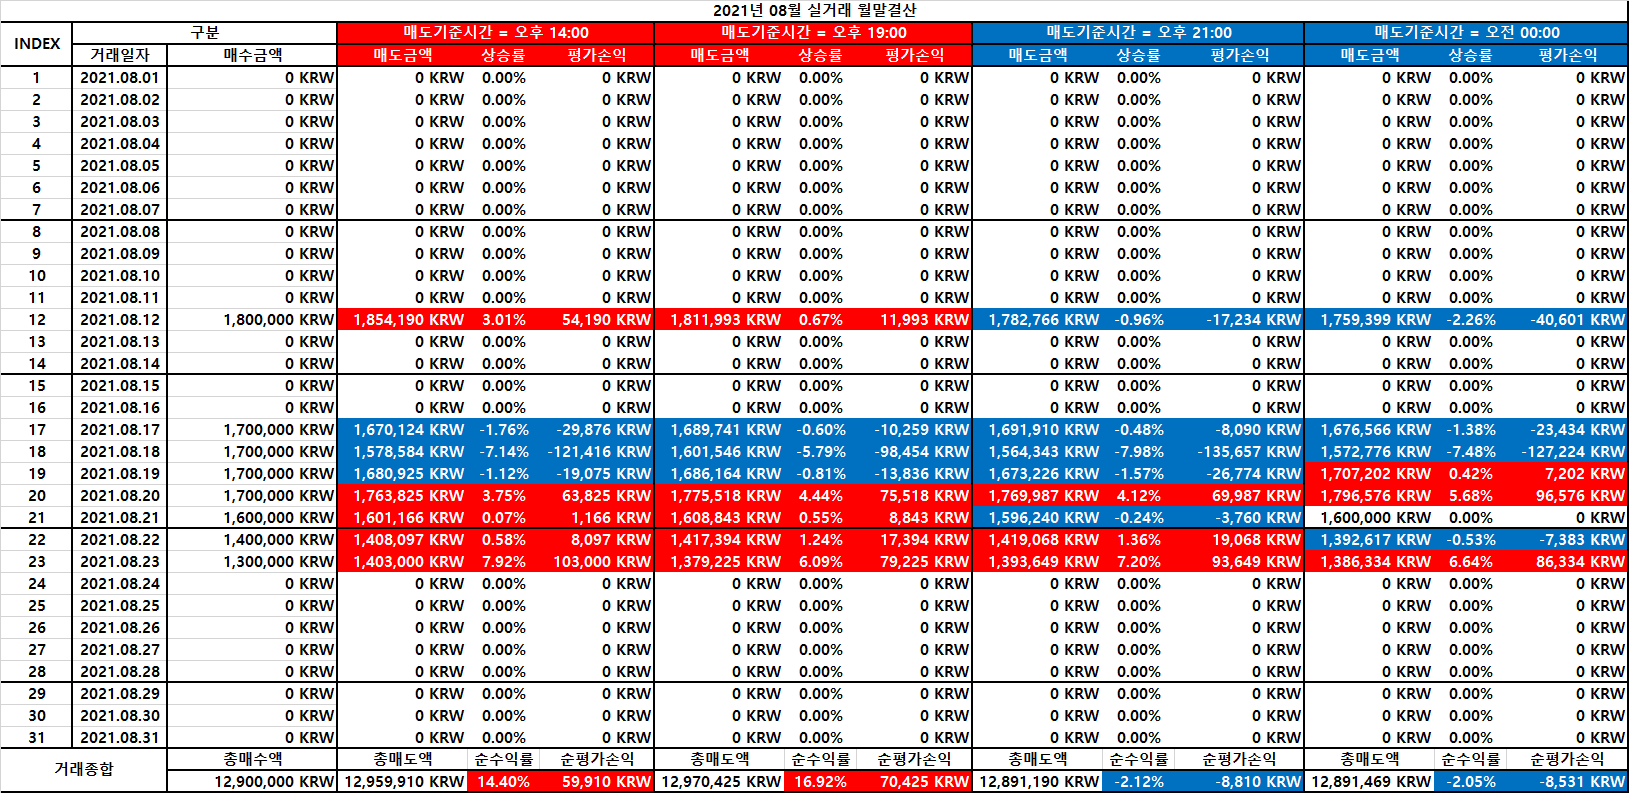 2021년 08월 실거래 월말결산
INDEX 구분 매도기준시간 = 오후 14:00 매도기준시간 = 오후 19:00 매도기준시간 = 오후 21:00 매도기준시간 = 오전 00:00
거래일자 매수금액 매도금액 상승률 평가손익 매도금액 상승률 평가손익 매도금액 상승률 평가손익 매도금액 상승률 평가손익
1 2021.08.01 0 KRW 0 KRW 0.00% 0 KRW 0 KRW 0.00% 0 KRW 0 KRW 0.00% 0 KRW 0 KRW 0.00% 0 KRW
2 2021.08.02 0 KRW 0 KRW 0.00% 0 KRW 0 KRW 0.00% 0 KRW 0 KRW 0.00% 0 KRW 0 KRW 0.00% 0 KRW
3 2021.08.03 0 KRW 0 KRW 0.00% 0 KRW 0 KRW 0.00% 0 KRW 0 KRW 0.00% 0 KRW 0 KRW 0.00% 0 KRW
4 2021.08.04 0 KRW 0 KRW 0.00% 0 KRW 0 KRW 0.00% 0 KRW 0 KRW 0.00% 0 KRW 0 KRW 0.00% 0 KRW
5 2021.08.05 0 KRW 0 KRW 0.00% 0 KRW 0 KRW 0.00% 0 KRW 0 KRW 0.00% 0 KRW 0 KRW 0.00% 0 KRW
6 2021.08.06 0 KRW 0 KRW 0.00% 0 KRW 0 KRW 0.00% 0 KRW 0 KRW 0.00% 0 KRW 0 KRW 0.00% 0 KRW
7 2021.08.07 0 KRW 0 KRW 0.00% 0 KRW 0 KRW 0.00% 0 KRW 0 KRW 0.00% 0 KRW 0 KRW 0.00% 0 KRW
8 2021.08.08 0 KRW 0 KRW 0.00% 0 KRW 0 KRW 0.00% 0 KRW 0 KRW 0.00% 0 KRW 0 KRW 0.00% 0 KRW
9 2021.08.09 0 KRW 0 KRW 0.00% 0 KRW 0 KRW 0.00% 0 KRW 0 KRW 0.00% 0 KRW 0 KRW 0.00% 0 KRW
10 2021.08.10 0 KRW 0 KRW 0.00% 0 KRW 0 KRW 0.00% 0 KRW 0 KRW 0.00% 0 KRW 0 KRW 0.00% 0 KRW
11 2021.08.11 0 KRW 0 KRW 0.00% 0 KRW 0 KRW 0.00% 0 KRW 0 KRW 0.00% 0 KRW 0 KRW 0.00% 0 KRW
12 2021.08.12 1,800,000 KRW 1,854,190 KRW 3.01% 54,190 KRW 1,811,993 KRW 0.67% 11,993 KRW 1,782,766 KRW -0.96% -17,234 KRW 1,759,399 KRW -2.26% -40,601 KRW
13 2021.08.13 0 KRW 0 KRW 0.00% 0 KRW 0 KRW 0.00% 0 KRW 0 KRW 0.00% 0 KRW 0 KRW 0.00% 0 KRW
14 2021.08.14 0 KRW 0 KRW 0.00% 0 KRW 0 KRW 0.00% 0 KRW 0 KRW 0.00% 0 KRW 0 KRW 0.00% 0 KRW
15 2021.08.15 0 KRW 0 KRW 0.00% 0 KRW 0 KRW 0.00% 0 KRW 0 KRW 0.00% 0 KRW 0 KRW 0.00% 0 KRW
16 2021.08.16 0 KRW 0 KRW 0.00% 0 KRW 0 KRW 0.00% 0 KRW 0 KRW 0.00% 0 KRW 0 KRW 0.00% 0 KRW
17 2021.08.17 1,700,000 KRW 1,670,124 KRW -1.76% -29,876 KRW 1,689,741 KRW -0.60% -10,259 KRW 1,691,910 KRW -0.48% -8,090 KRW 1,676,566 KRW -1.38% -23,434 KRW
18 2021.08.18 1,700,000 KRW 1,578,584 KRW -7.14% -121,416 KRW 1,601,546 KRW -5.79% -98,454 KRW 1,564,343 KRW -7.98% -135,657 KRW 1,572,776 KRW -7.48% -127,224 KRW
19 2021.08.19 1,700,000 KRW 1,680,925 KRW -1.12% -19,075 KRW 1,686,164 KRW -0.81% -13,836 KRW 1,673,226 KRW -1.57% -26,774 KRW 1,707,202 KRW 0.42% 7,202 KRW
20 2021.08.20 1,700,000 KRW 1,763,825 KRW 3.75% 63,825 KRW 1,775,518 KRW 4.44% 75,518 KRW 1,769,987 KRW 4.12% 69,987 KRW 1,796,576 KRW 5.68% 96,576 KRW
21 2021.08.21 1,600,000 KRW 1,601,166 KRW 0.07% 1,166 KRW 1,608,843 KRW 0.55% 8,843 KRW 1,596,240 KRW -0.24% -3,760 KRW 1,600,000 KRW 0.00% 0 KRW
22 2021.08.22 1,400,000 KRW 1,408,097 KRW 0.58% 8,097 KRW 1,417,394 KRW 1.24% 17,394 KRW 1,419,068 KRW 1.36% 19,068 KRW 1,392,617 KRW -0.53% -7,383 KRW
23 2021.08.23 1,300,000 KRW 1,403,000 KRW 7.92% 103,000 KRW 1,379,225 KRW 6.09% 79,225 KRW 1,393,649 KRW 7.20% 93,649 KRW 1,386,334 KRW 6.64% 86,334 KRW
24 2021.08.24 0 KRW 0 KRW 0.00% 0 KRW 0 KRW 0.00% 0 KRW 0 KRW 0.00% 0 KRW 0 KRW 0.00% 0 KRW
25 2021.08.25 0 KRW 0 KRW 0.00% 0 KRW 0 KRW 0.00% 0 KRW 0 KRW 0.00% 0 KRW 0 KRW 0.00% 0 KRW
26 2021.08.26 0 KRW 0 KRW 0.00% 0 KRW 0 KRW 0.00% 0 KRW 0 KRW 0.00% 0 KRW 0 KRW 0.00% 0 KRW
27 2021.08.27 0 KRW 0 KRW 0.00% 0 KRW 0 KRW 0.00% 0 KRW 0 KRW 0.00% 0 KRW 0 KRW 0.00% 0 KRW
28 2021.08.28 0 KRW 0 KRW 0.00% 0 KRW 0 KRW 0.00% 0 KRW 0 KRW 0.00% 0 KRW 0 KRW 0.00% 0 KRW
29 2021.08.29 0 KRW 0 KRW 0.00% 0 KRW 0 KRW 0.00% 0 KRW 0 KRW 0.00% 0 KRW 0 KRW 0.00% 0 KRW
30 2021.08.30 0 KRW 0 KRW 0.00% 0 KRW 0 KRW 0.00% 0 KRW 0 KRW 0.00% 0 KRW 0 KRW 0.00% 0 KRW
31 2021.08.31 0 KRW 0 KRW 0.00% 0 KRW 0 KRW 0.00% 0 KRW 0 KRW 0.00% 0 KRW 0 KRW 0.00% 0 KRW
거래종합 총매수액 총매도액 순수익률 순평가손익 총매도액 순수익률 순평가손익 총매도액 순수익률 순평가손익 총매도액 순수익률 순평가손익
12,900,000 KRW 12,959,910 KRW 14.40% 59,910 KRW 12,970,425 KRW 16.92% 70,425 KRW 12,891,190 KRW -2.12% -8,810 KRW 12,891,469 KRW -2.05% -8,531 KRW